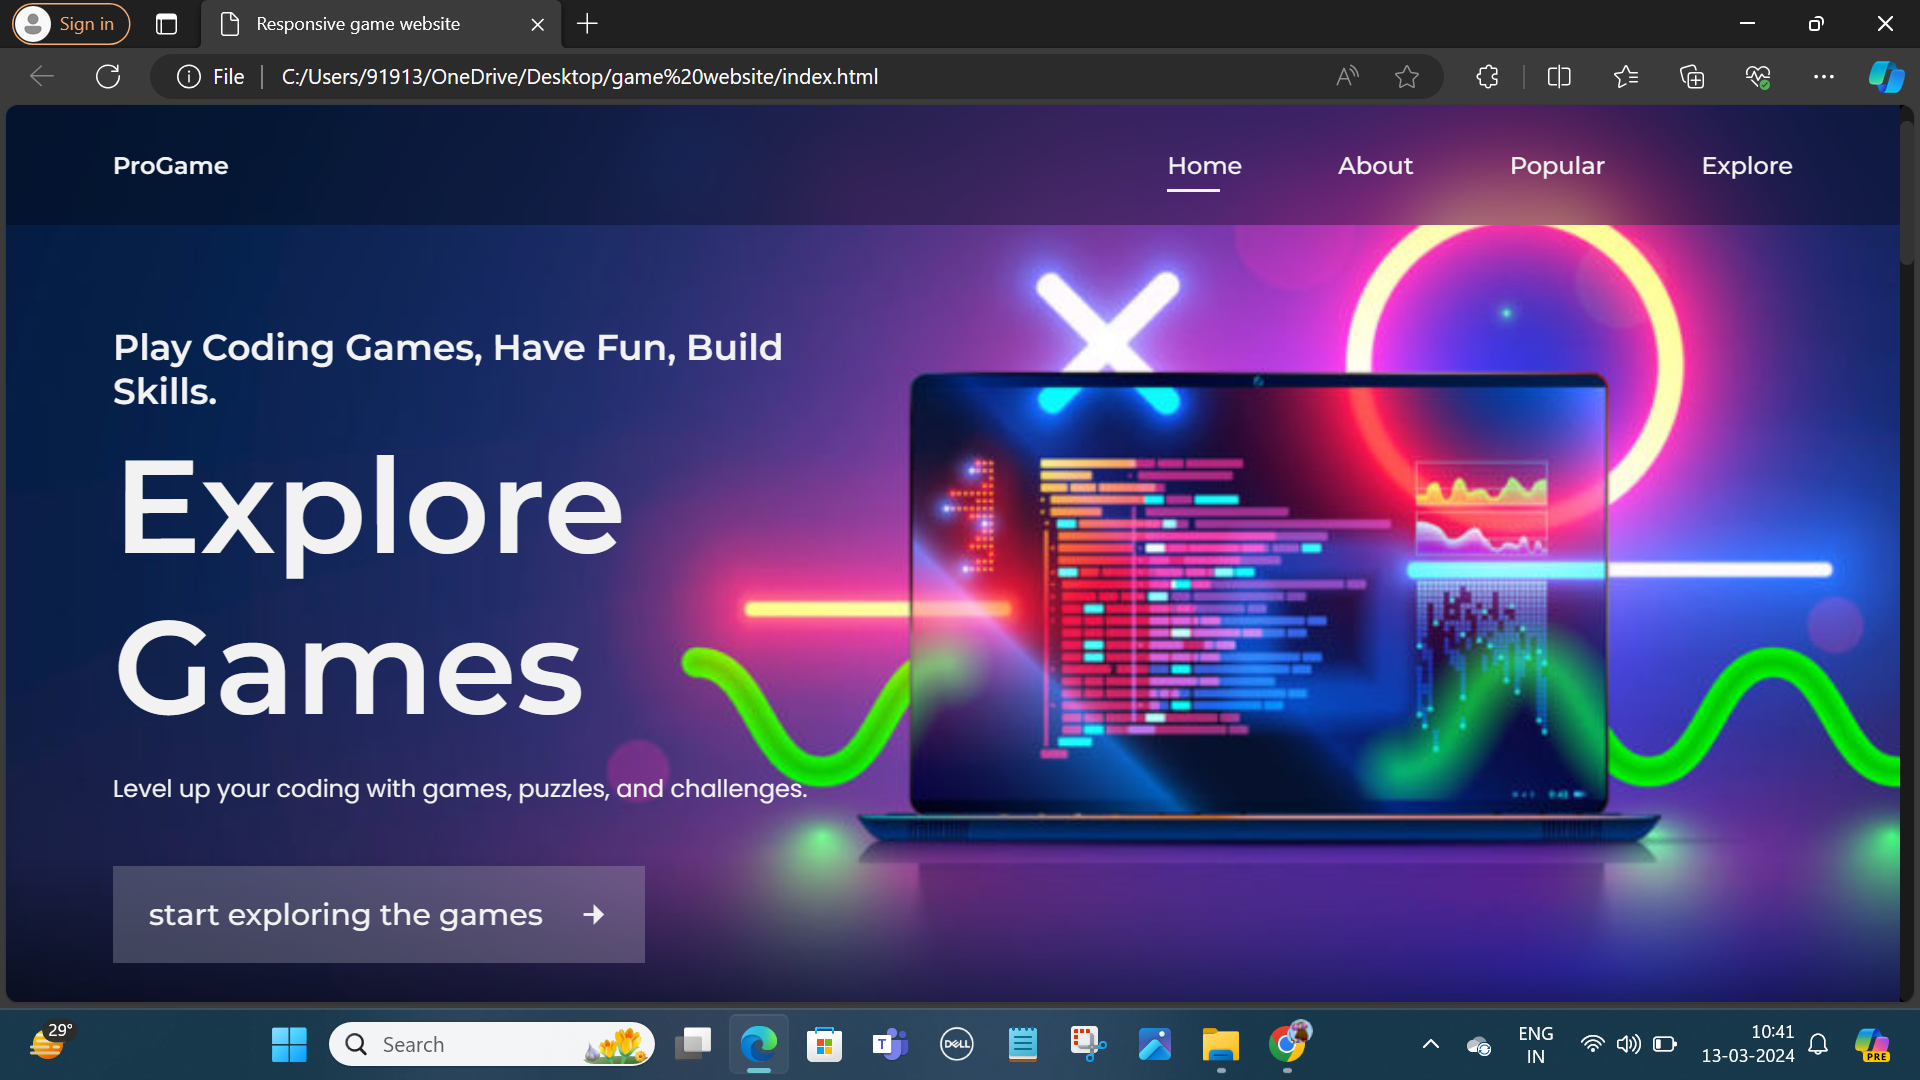 Sign in
Responsive game website
File
C:/Users/91913/OneDrive/Desktop/game%20website/index.html
ProGame
Home
About
Popular
Explore
Play Coding Games, Have Fun, Build
Skills.
Explore
Games
Level up your coding with games, puzzles, and challenges.
start exploring the games
29°
Search
T
DELL
ENG
IN
10:41
13-03-2024
PRE